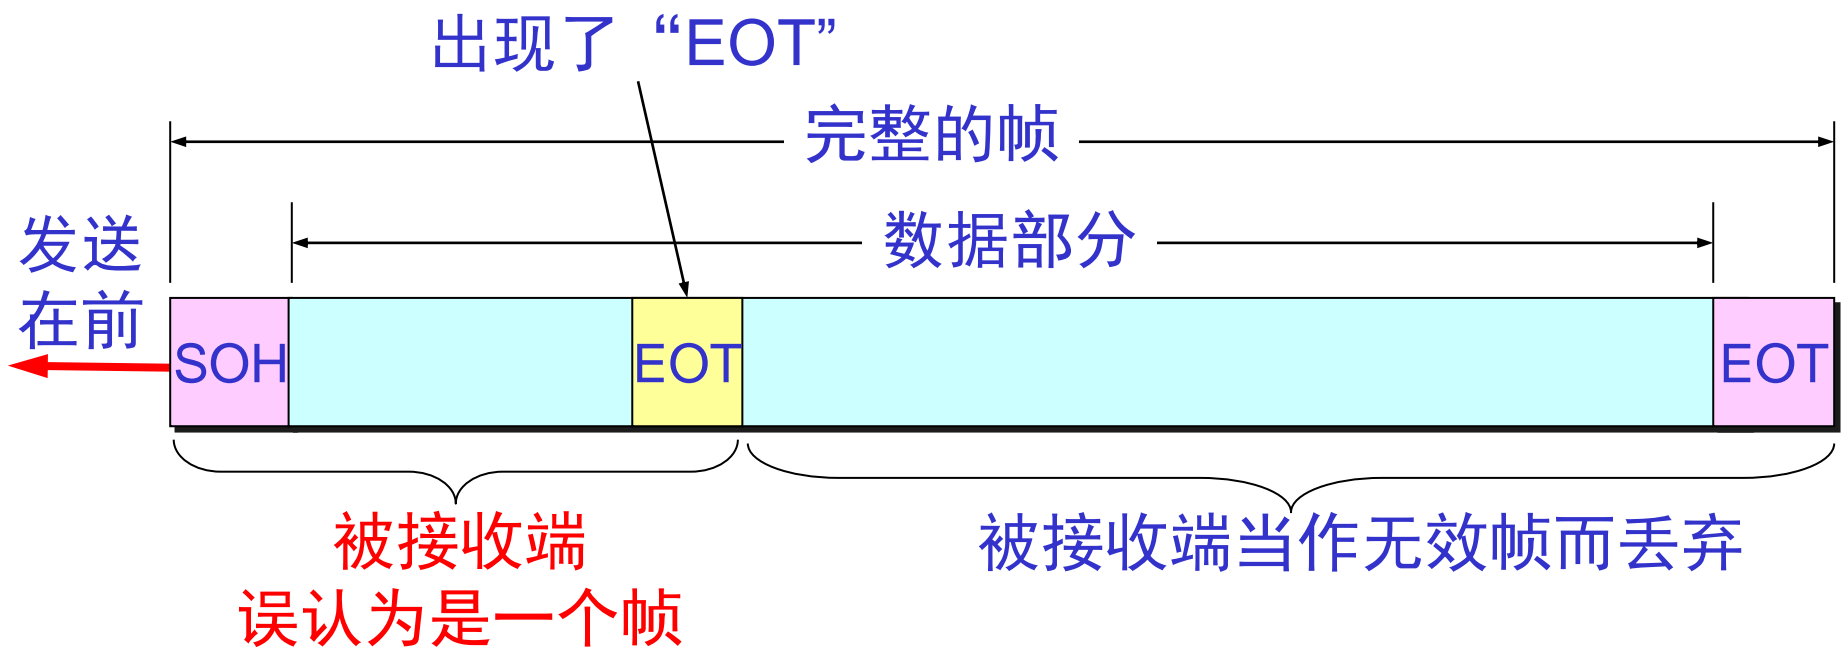 出现了“EOT”
完整的帧
数据部分
发送
在前
SOH
EOT
EOT
被接收端
误认为是一个帧
被接收端当作无效帧而丢弃